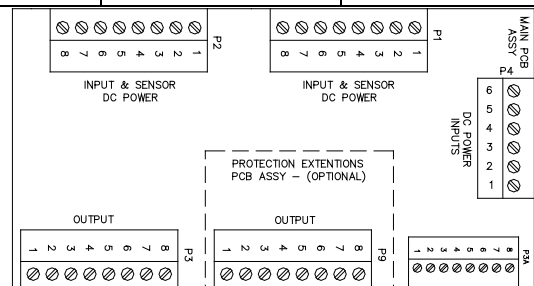 8 7 6 5 4 3 2 1
P2
INPUT & SENSOR
DC POWER
8 7 6 5 4 3 2 1
P1
INPUT & SENSOR
DC POWER
MAIN PCB
ASSY
P4
6
5
4
3
2
1
DC POWER
INPUTS
PROTECTION EXTENTIONS
PCB ASSY – (OPTIONAL)
OUTPUT
1 2 3 4 5 6 7 8
P3
OUTPUT
1 2 3 4 5 6 7 8
P9
1 2 3 4 5 6 7 8
P3A